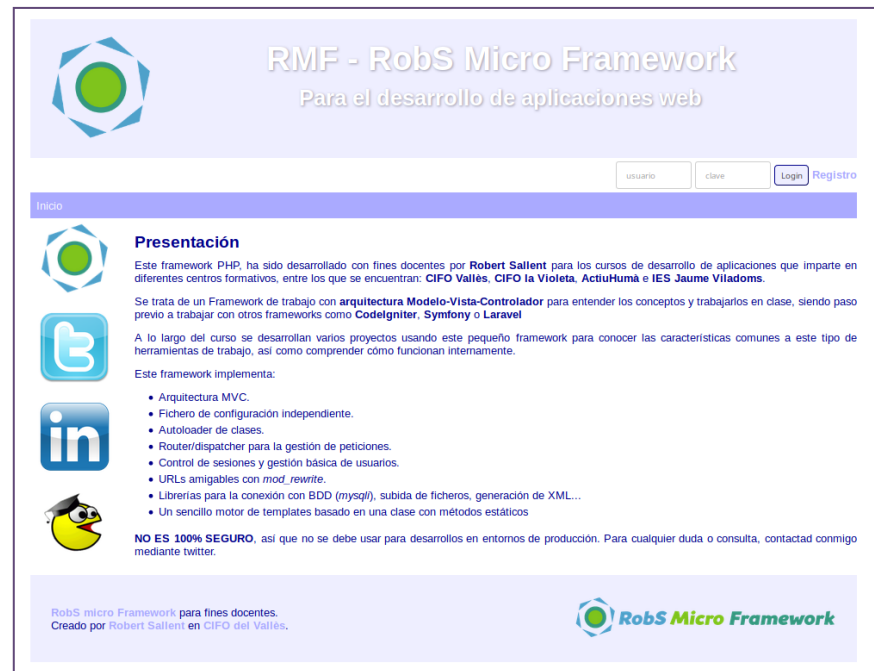 RMF - RobS Micro Framework
Para el desarrollo de aplicaciones web
usuario clave Login Registro
Inicio
Presentación
Este framework PHP, ha sido desarrollado con fines docentes por Robert Sallent para los cursos de desarrollo de aplicaciones que imparte en
diferentes centros formativos, entre los que se encuentran: CIFO Vallès, CIFO la Violeta, ActiuHumà e IES Jaume Viladoms.
Se trata de un Framework de trabajo con arquitectura Modelo-Vista-Controlador para entender los conceptos y trabajarlos en clase, siendo paso
previo a trabajar con otros frameworks como CodeIgniter, Symfony o Laravel
A lo largo del curso se desarrollan varios proyectos usando este pequeño framework para conocer las características comunes a este tipo de
herramientas de trabajo, así como comprender cómo funcionan internamente.
Este framework implementa:
• Arquitectura MVC.
• Fichero de configuración independiente.
• Autoloader de clases.
• Router/dispatcher para la gestión de peticiones.
• Control de sesiones y gestión básica de usuarios.
• URLs amigables con mod_rewrite.
• Librerías para la conexión con BDD (mysqli), subida de ficheros, generación de XML...
• Un sencillo motor de templates basado en una clase con métodos estáticos
NO ES 100% SEGURO, así que no se debe usar para desarrollos en entornos de producción. Para cualquier duda o consulta, contactad conmigo
mediante twitter.
t
in
RobS micro Framework para fines docentes.
Creado por Robert Sallent en CIFO del Vallès.
RobS Micro Framework